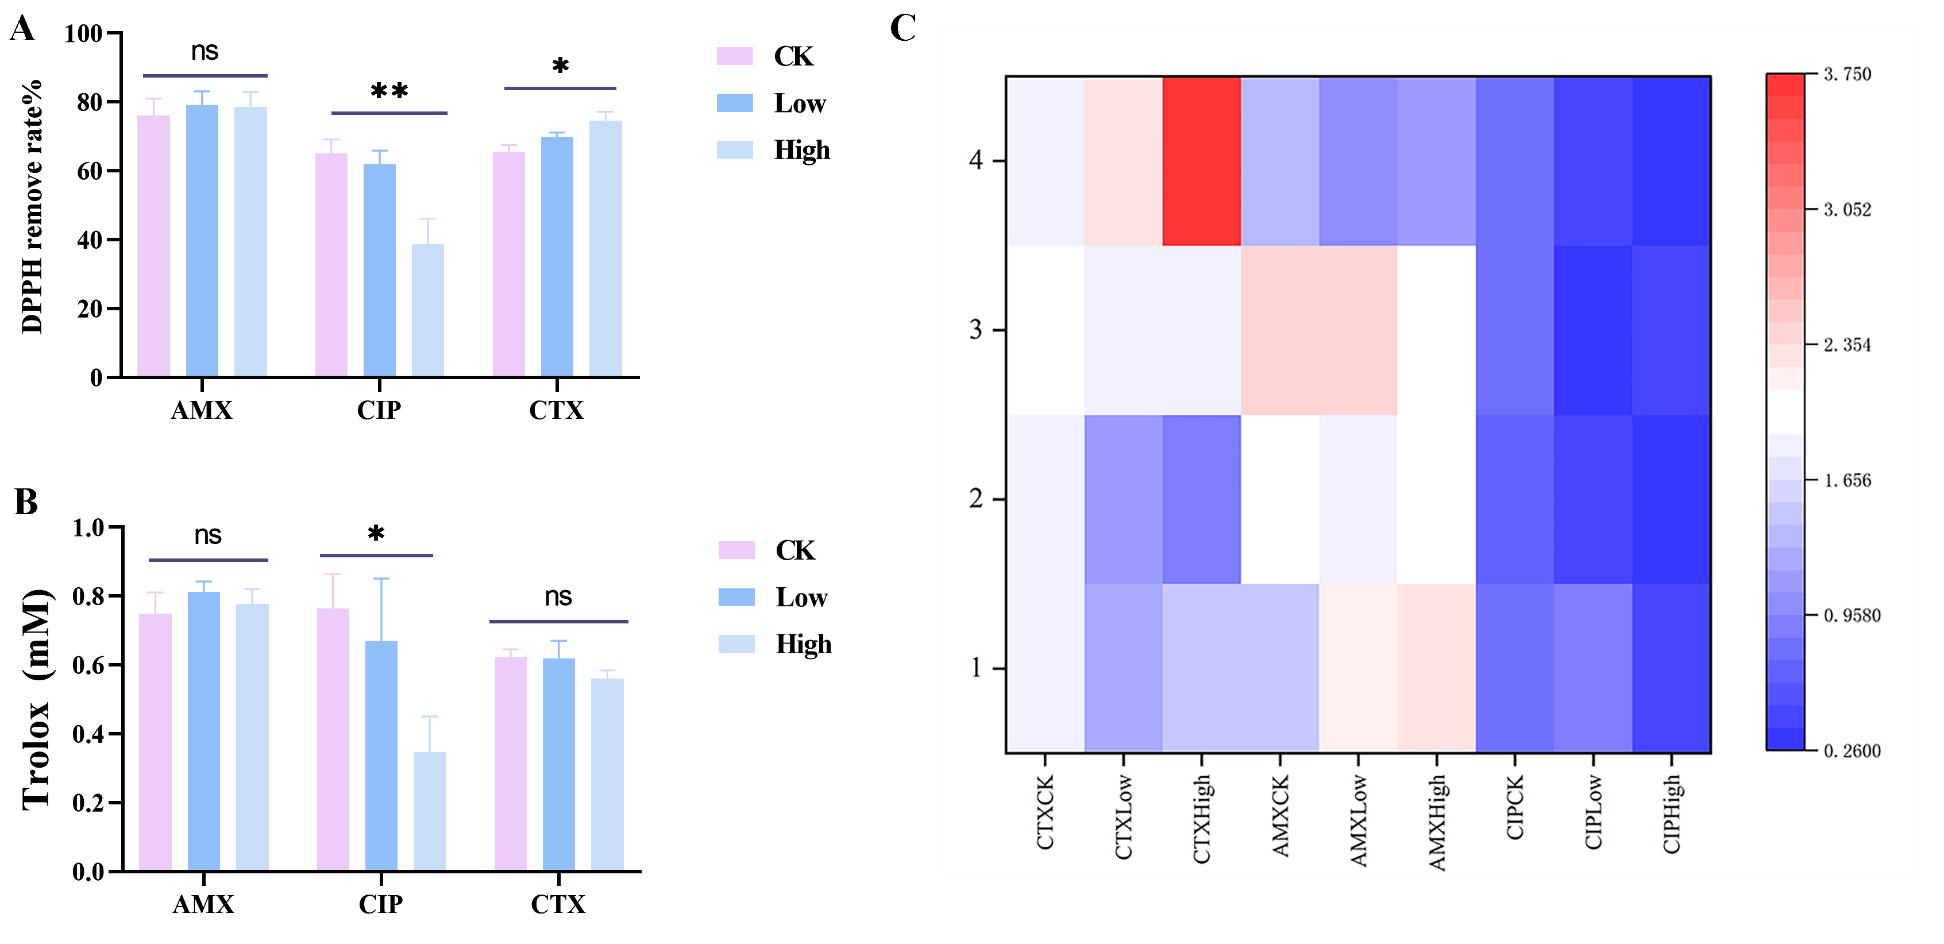 A
DPPH remove rate%
100
80
60
40
20
0
ns
**
*
AMX
CIP
CTX
CK
Low
High
B
Trolox (mM)
1.0
0.8
0.6
0.4
0.2
0.0
ns
*
ns
AMX
CIP
CTX
CK
Low
High
C
4
3
2
1
CTXCK
CTXLow
CTXHigh
AMXCK
AMXLow
AMXHigh
CIPCK
CIPLow
CIPHigh
3.750
3.052
2.354
1.656
0.9580
0.2600